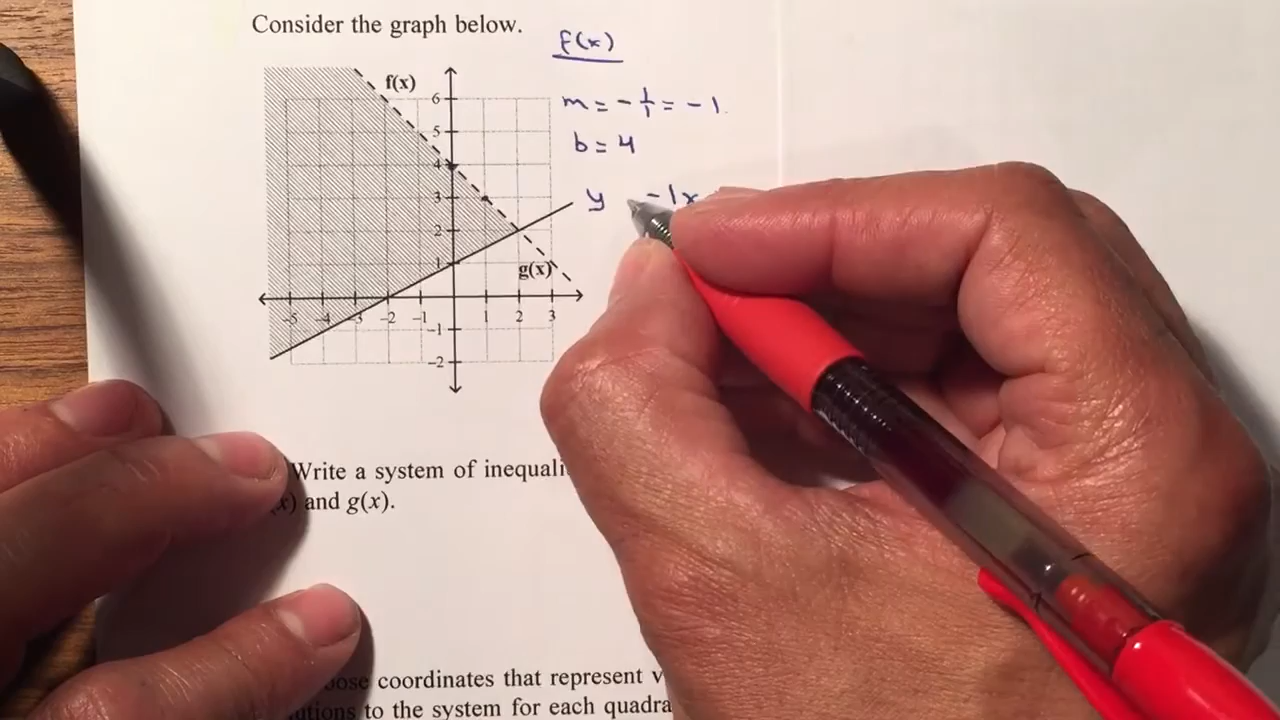 Consider the graph below.
f(x)
m = - 1/1 = - 1
b = 4
y -1x
f(x)
6
5
4
3
2
1
g(x)
-5 -4 -3 -2 -1 1 2 3
-1
-2
Write a system of inequali
and g(x).
coordinates that represent v
to the system for each quadra